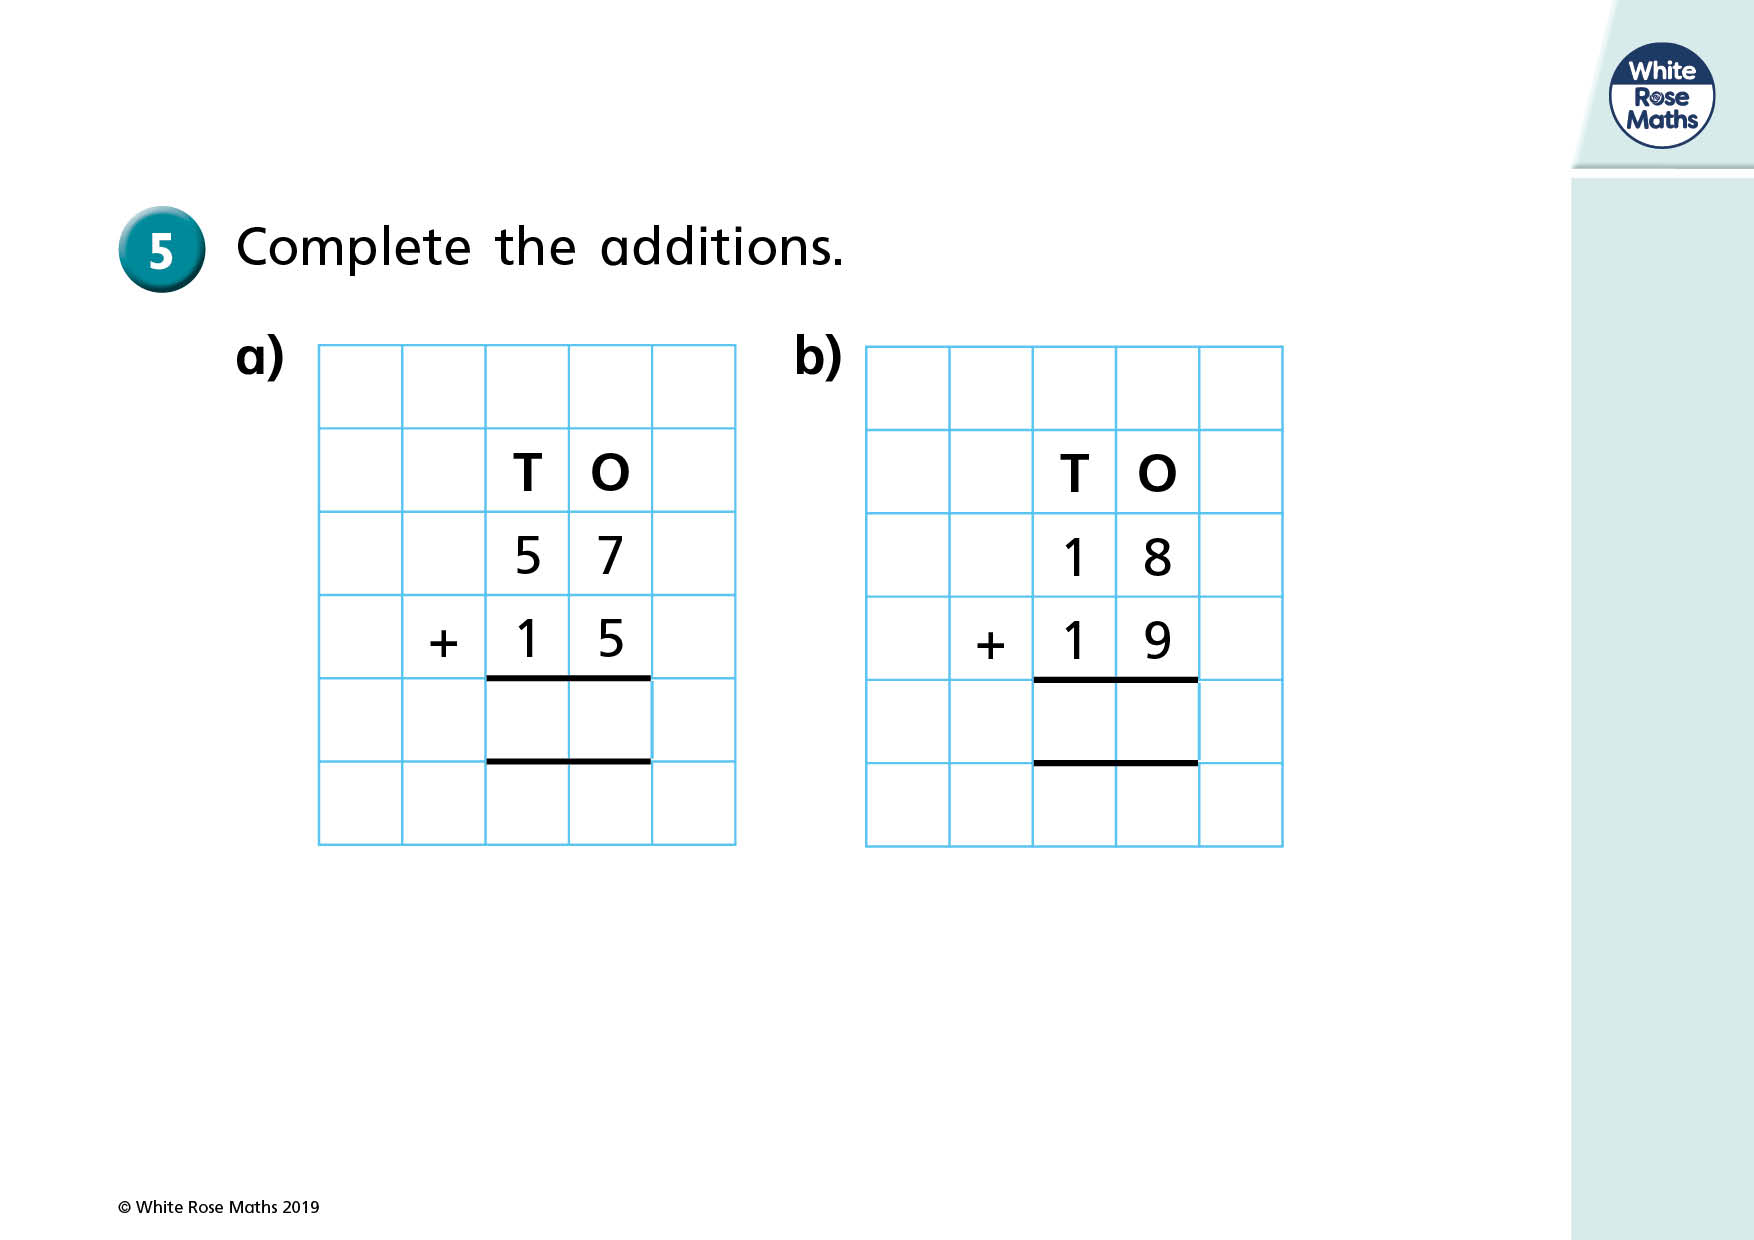 White
Rose
Maths
5 Complete the additions.
a)
T O
5 7
+ 1 5
b)
T O
1 8
+ 1 9
© White Rose Maths 2019